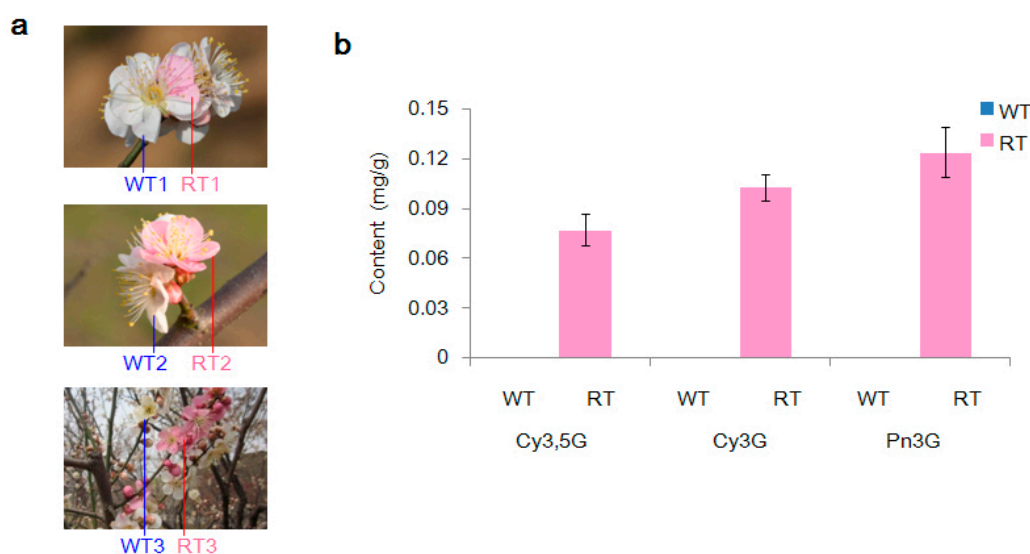 a
WT1 RT1
WT2 RT2
WT3 RT3
b
WT
RT
Content (mg/g)
0.15
0.12
0.09
0.06
0.03
0
WT RT WT RT WT RT
Cy3,5G Cy3G Pn3G